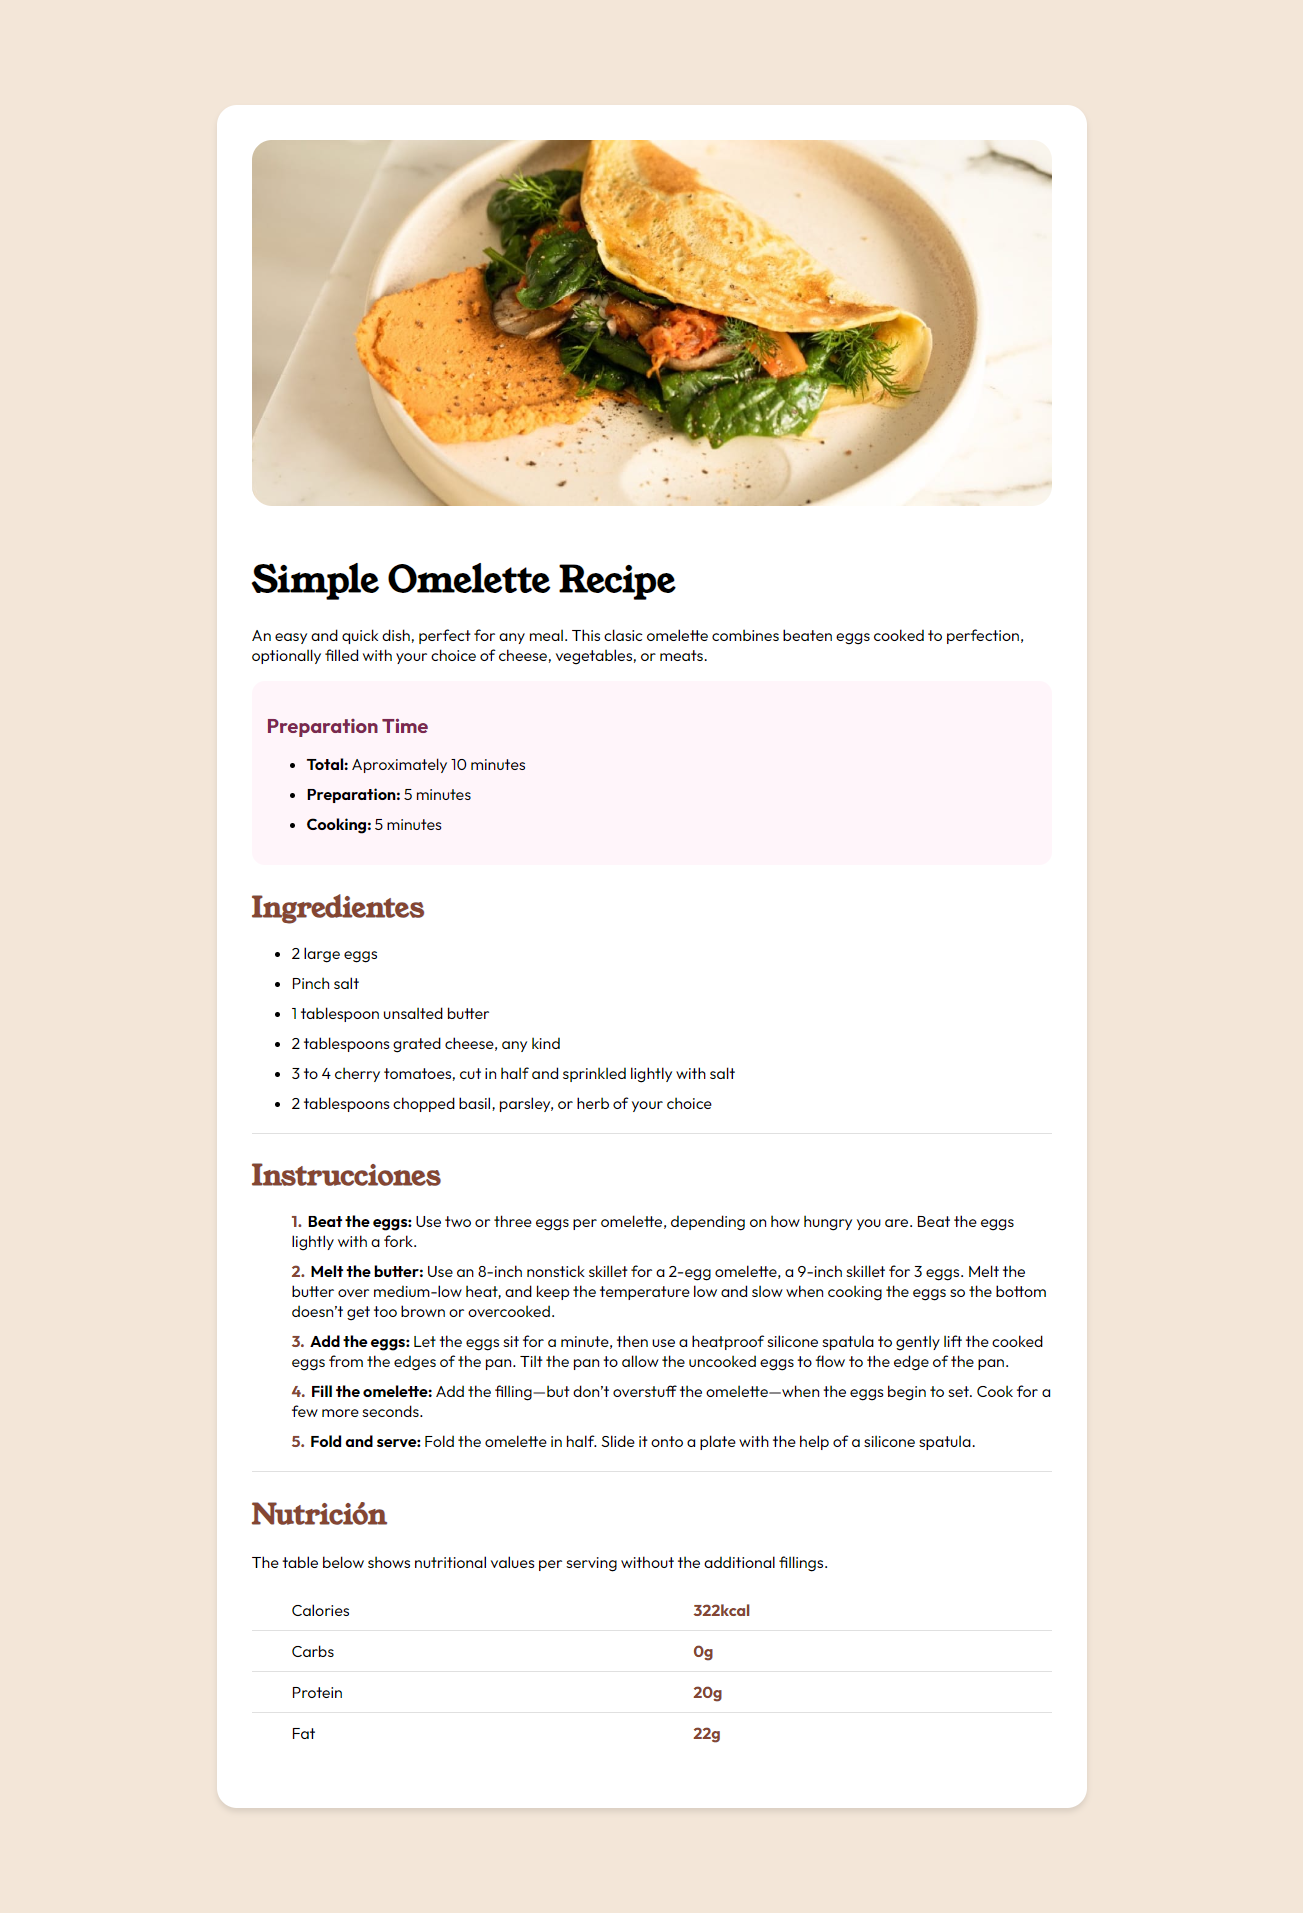 Simple Omelette Recipe
An easy and quick dish, perfect for any meal. This clasic omelette combines beaten eggs cooked to perfection,
optionally filled with your choice of cheese, vegetables, or meats.
Preparation Time
• Total: Aproximately 10 minutes
• Preparation: 5 minutes
• Cooking: 5 minutes
Ingredientes
• 2 large eggs
• Pinch salt
• 1 tablespoon unsalted butter
• 2 tablespoons grated cheese, any kind
• 3 to 4 cherry tomatoes, cut in half and sprinkled lightly with salt
• 2 tablespoons chopped basil, parsley, or herb of your choice
Instrucciones
1. Beat the eggs: Use two or three eggs per omelette, depending on how hungry you are. Beat the eggs
lightly with a fork.
2. Melt the butter: Use an 8-inch nonstick skillet for a 2-egg omelette, a 9-inch skillet for 3 eggs. Melt the
butter over medium-low heat, and keep the temperature low and slow when cooking the eggs so the bottom
doesn't get too brown or overcooked.
3. Add the eggs: Let the eggs sit for a minute, then use a heatproof silicone spatula to gently lift the cooked
eggs from the edges of the pan. Tilt the pan to allow the uncooked eggs to flow to the edge of the pan.
4. Fill the omelette: Add the filling—but don't overstuff the omelette—when the eggs begin to set. Cook for a
few more seconds.
5. Fold and serve: Fold the omelette in half. Slide it onto a plate with the help of a silicone spatula.
Nutrición
The table below shows nutritional values per serving without the additional fillings.
Calories 322kcal
Carbs 0g
Protein 20g
Fat 22g